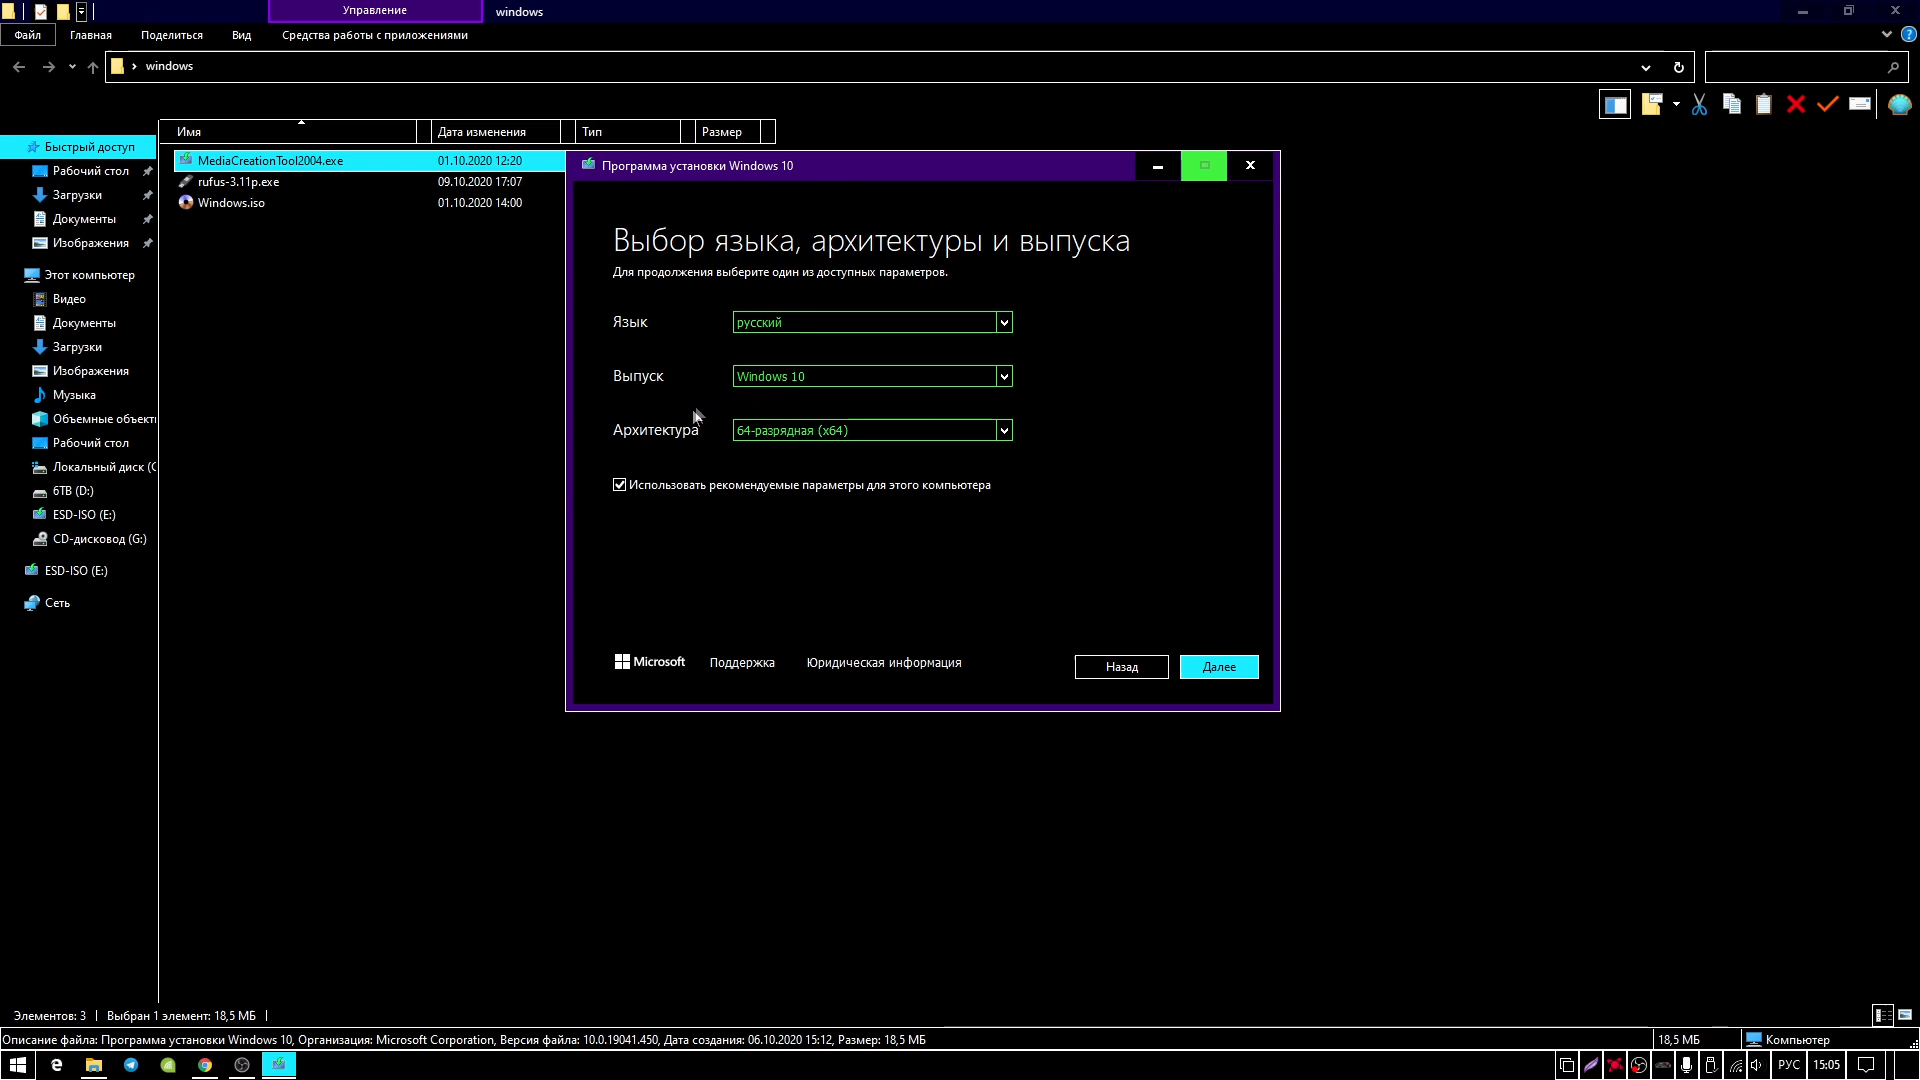 Управление
windows
Файл
Главная
Поделиться
Вид
Средства работы с приложениями
windows
Имя
Дата изменения
Тип
Размер
MediaCreationTool2004.exe
01.10.2020 12:20
rufus-3.11p.exe
09.10.2020 17:07
Windows.iso
01.10.2020 14:00
Быстрый доступ
Рабочий стол
Загрузки
Документы
Изображения
Этот компьютер
Видео
Документы
Загрузки
Изображения
Музыка
Объемные объект
Рабочий стол
Локальный диск (C
6TB (D:)
ESD-ISO (E:)
CD-дисковод (G:)
ESD-ISO (E:)
Сеть
Программа установки Windows 10
Выбор языка, архитектуры и выпуска
Для продолжения выберите один из доступных параметров.
Язык
русский
Выпуск
Windows 10
Архитектура
64-разрядная (x64)
Использовать рекомендуемые параметры для этого компьютера
Microsoft
Поддержка
Юридическая информация
Назад
Далее
Элементов: 3
Выбран 1 элемент: 18,5 МБ
Описание файла: Программа установки Windows 10, Организация: Microsoft Corporation, Версия файла: 10.0.19041.450, Дата создания: 06.10.2020 15:12, Размер: 18,5 МБ
18,5 МБ
Компьютер
РУС
15:05